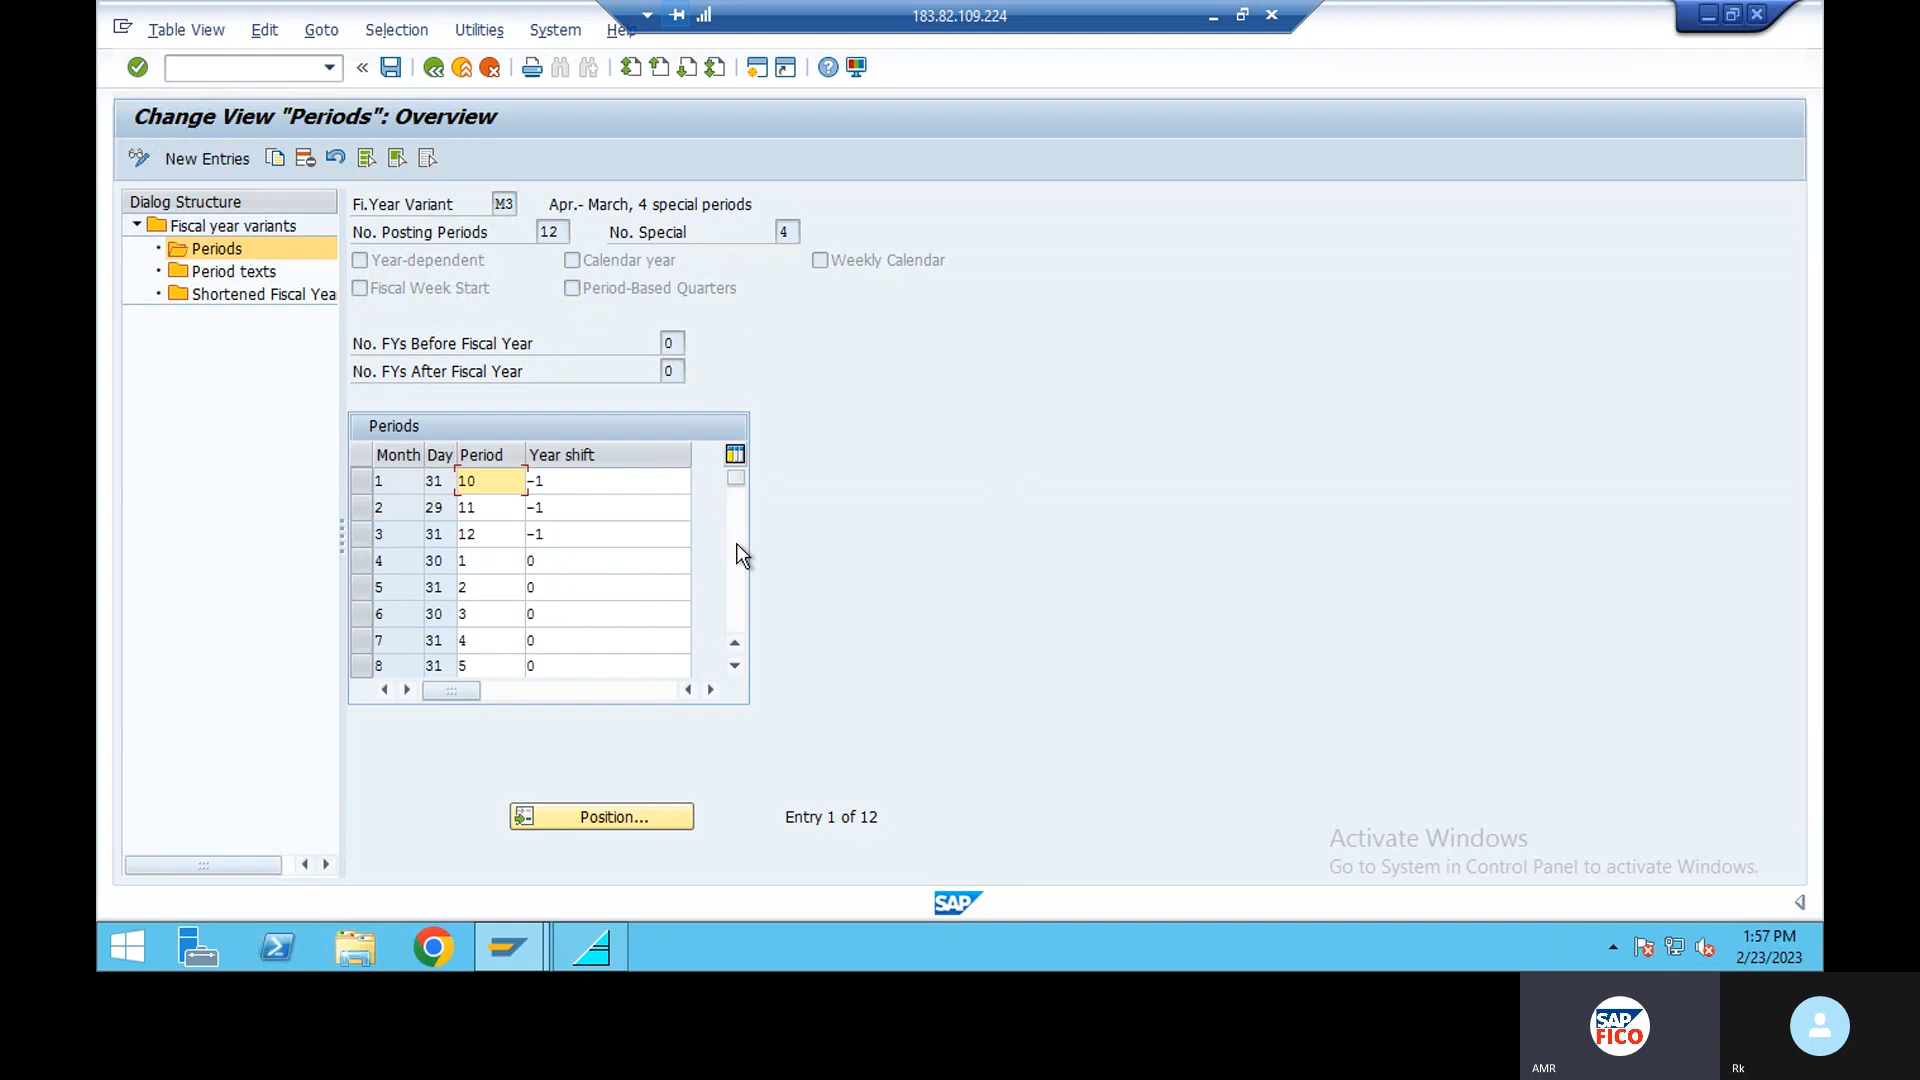 183.82.109.224
Table View Edit Goto Selection Utilities System Help
Change View "Periods": Overview
New Entries
Dialog Structure
Fiscal year variants
Periods
Period texts
Shortened Fiscal Yea
Fi.Year Variant M3 Apr.- March, 4 special periods
No. Posting Periods 12 No. Special 4
Year-dependent Calendar year Weekly Calendar
Fiscal Week Start Period-Based Quarters
No. FYs Before Fiscal Year 0
No. FYs After Fiscal Year 0
Periods
Month Day Period Year shift
1 31 10 -1
2 29 11 -1
3 31 12 -1
4 30 1 0
5 31 2 0
6 30 3 0
7 31 4 0
8 31 5 0
Position... Entry 1 of 12
Activate Windows
Go to System in Control Panel to activate Windows.
SAP
1:57 PM
2/23/2023
SAP
FICO
AMR Rk